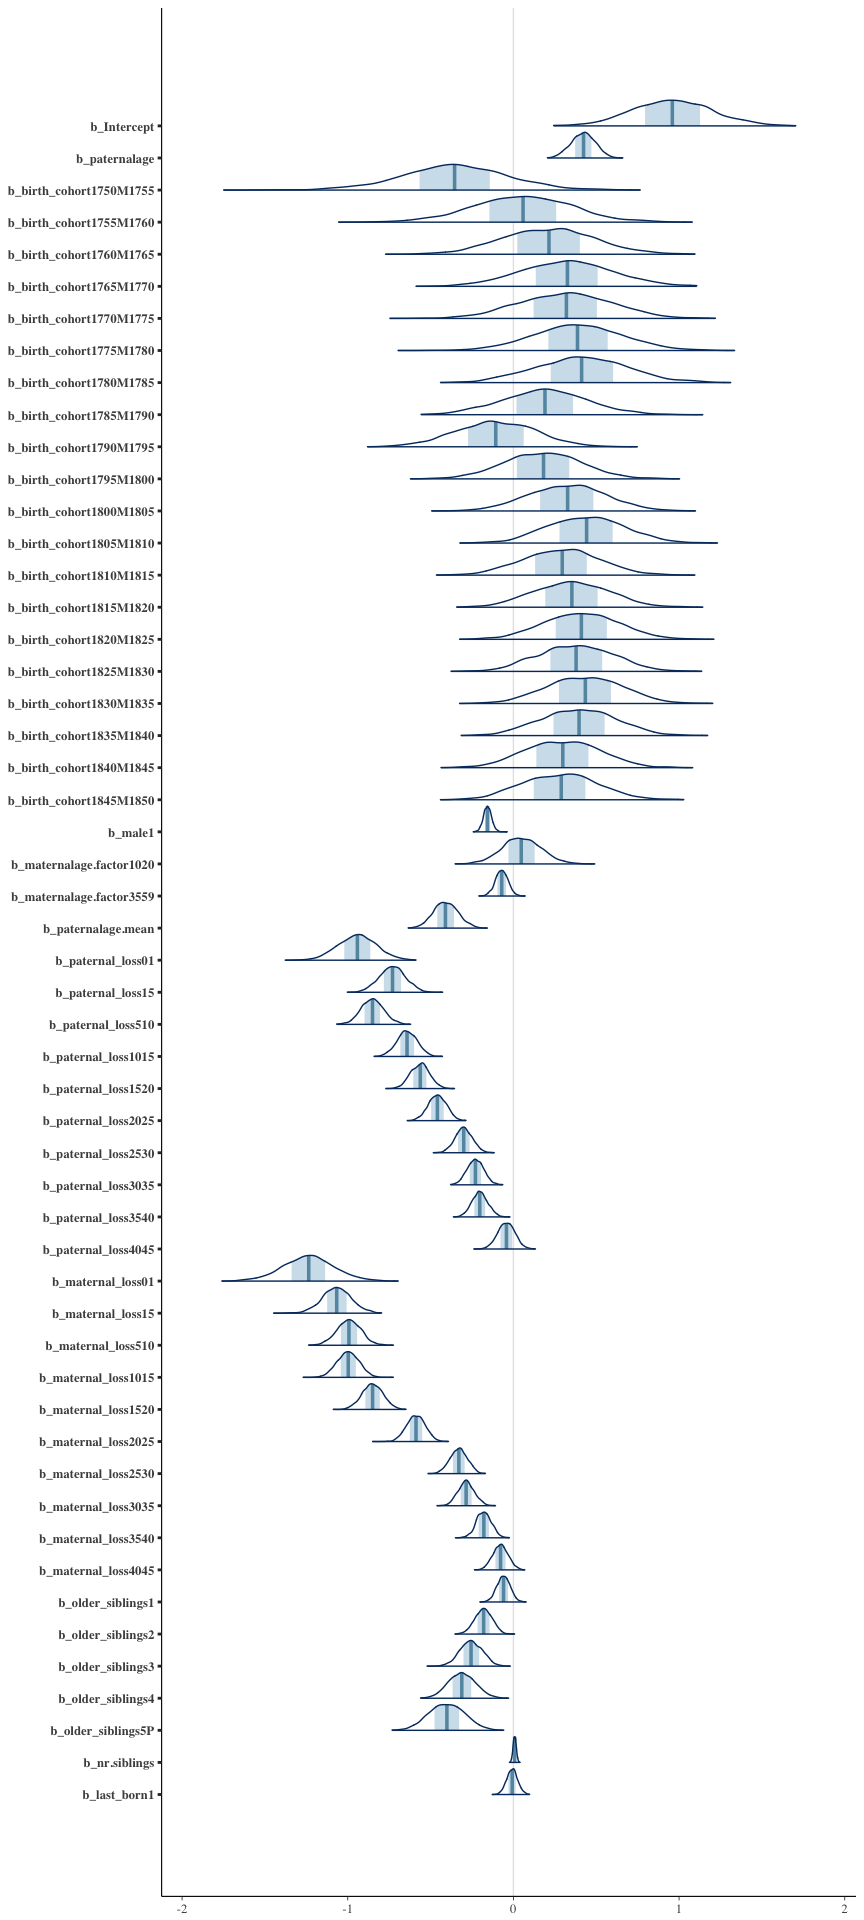 b_Intercept
b_paternalage
b_birth_cohort1750M1755
b_birth_cohort1755M1760
b_birth_cohort1760M1765
b_birth_cohort1765M1770
b_birth_cohort1770M1775
b_birth_cohort1775M1780
b_birth_cohort1780M1785
b_birth_cohort1785M1790
b_birth_cohort1790M1795
b_birth_cohort1795M1800
b_birth_cohort1800M1805
b_birth_cohort1805M1810
b_birth_cohort1810M1815
b_birth_cohort1815M1820
b_birth_cohort1820M1825
b_birth_cohort1825M1830
b_birth_cohort1830M1835
b_birth_cohort1835M1840
b_birth_cohort1840M1845
b_birth_cohort1845M1850
b_male1
b_maternalage.factor1020
b_maternalage.factor3559
b_paternalage.mean
b_paternal_loss01
b_paternal_loss15
b_paternal_loss510
b_paternal_loss1015
b_paternal_loss1520
b_paternal_loss2025
b_paternal_loss2530
b_paternal_loss3035
b_paternal_loss3540
b_paternal_loss4045
b_maternal_loss01
b_maternal_loss15
b_maternal_loss510
b_maternal_loss1015
b_maternal_loss1520
b_maternal_loss2025
b_maternal_loss2530
b_maternal_loss3035
b_maternal_loss3540
b_maternal_loss4045
b_older_siblings1
b_older_siblings2
b_older_siblings3
b_older_siblings4
b_older_siblings5P
b_nr.siblings
b_last_born1
-2 -1 0 1 2